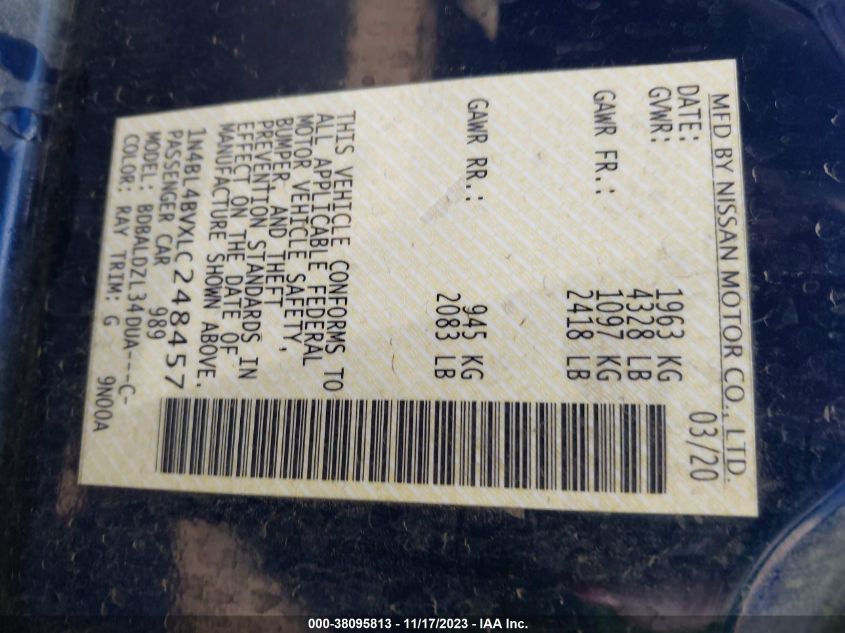 MFD BY NISSAN MOTOR CO., LTD.
DATE: 03/20
GVWR: 1963 KG
4328 LB
GAWR FR.: 1097 KG
2418 LB
GAWR RR.: 945 KG
2083 LB
THIS VEHICLE CONFORMS TO
ALL APPLICABLE FEDERAL
MOTOR VEHICLE SAFETY,
BUMPER, AND THEFT
PREVENTION STANDARDS IN
EFFECT ON THE DATE OF
MANUFACTURE SHOWN ABOVE.
1N4BL4BVXLC248457
PASSENGER CAR 989
MODEL: BDBALDZL34DUA---C-
COLOR: RAY TRIM: G 9N00A
000-38095813 - 11/17/2023 - IAA Inc.